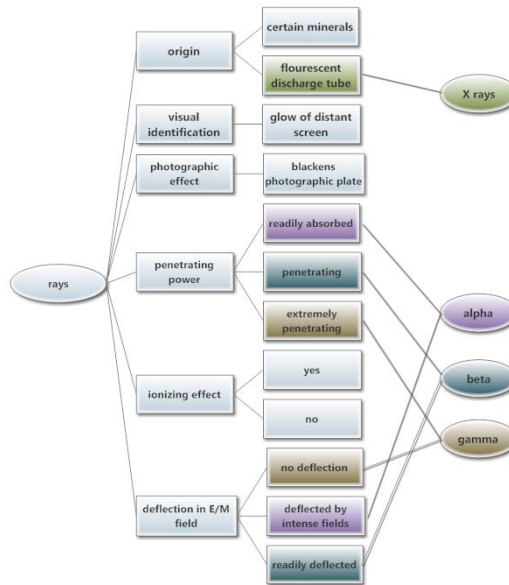 certain minerals
origin
flourescent
discharge tube
X rays
visual
identification
glow of distant
screen
photographic
effect
blackens
photographic plate
readily absorbed
rays
penetrating
power
penetrating
extremely
penetrating
alpha
beta
gamma
ionizing effect
yes
no
no deflection
deflection in E/M
field
deflected by
intense fields
readily deflected